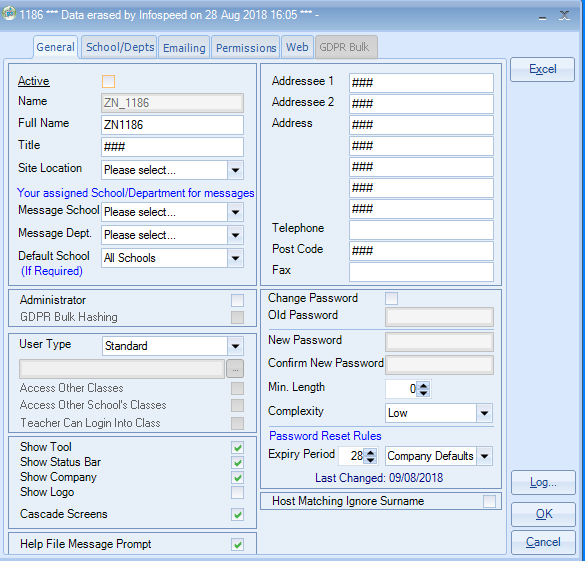 1186 *** Data erased by Infospeed on 28 Aug 2018 16:05 *** -
General School/Depts Emailing Permissions Web GDPR Bulk
Active
Name ZN_1186
Full Name ZN1186
Title ###
Site Location Please select...
Your assigned School/Department for messages
Message School Please select...
Message Dept. Please select...
Default School All Schools
(If Required)
Administrator
GDPR Bulk Hashing
User Type Standard
...
Access Other Classes
Access Other School's Classes
Teacher Can Login Into Class
Show Tool
Show Status Bar
Show Company
Show Logo
Cascade Screens
Help File Message Prompt
Addressee 1 ###
Addressee 2 ###
Address ###
###
###
###
###
Telephone
Post Code ###
Fax
Change Password
Old Password
New Password
Confirm New Password
Min. Length 0
Complexity Low
Password Reset Rules
Expiry Period 28 Company Defaults
Last Changed: 09/08/2018
Host Matching Ignore Surname
Excel
Log...
OK
Cancel